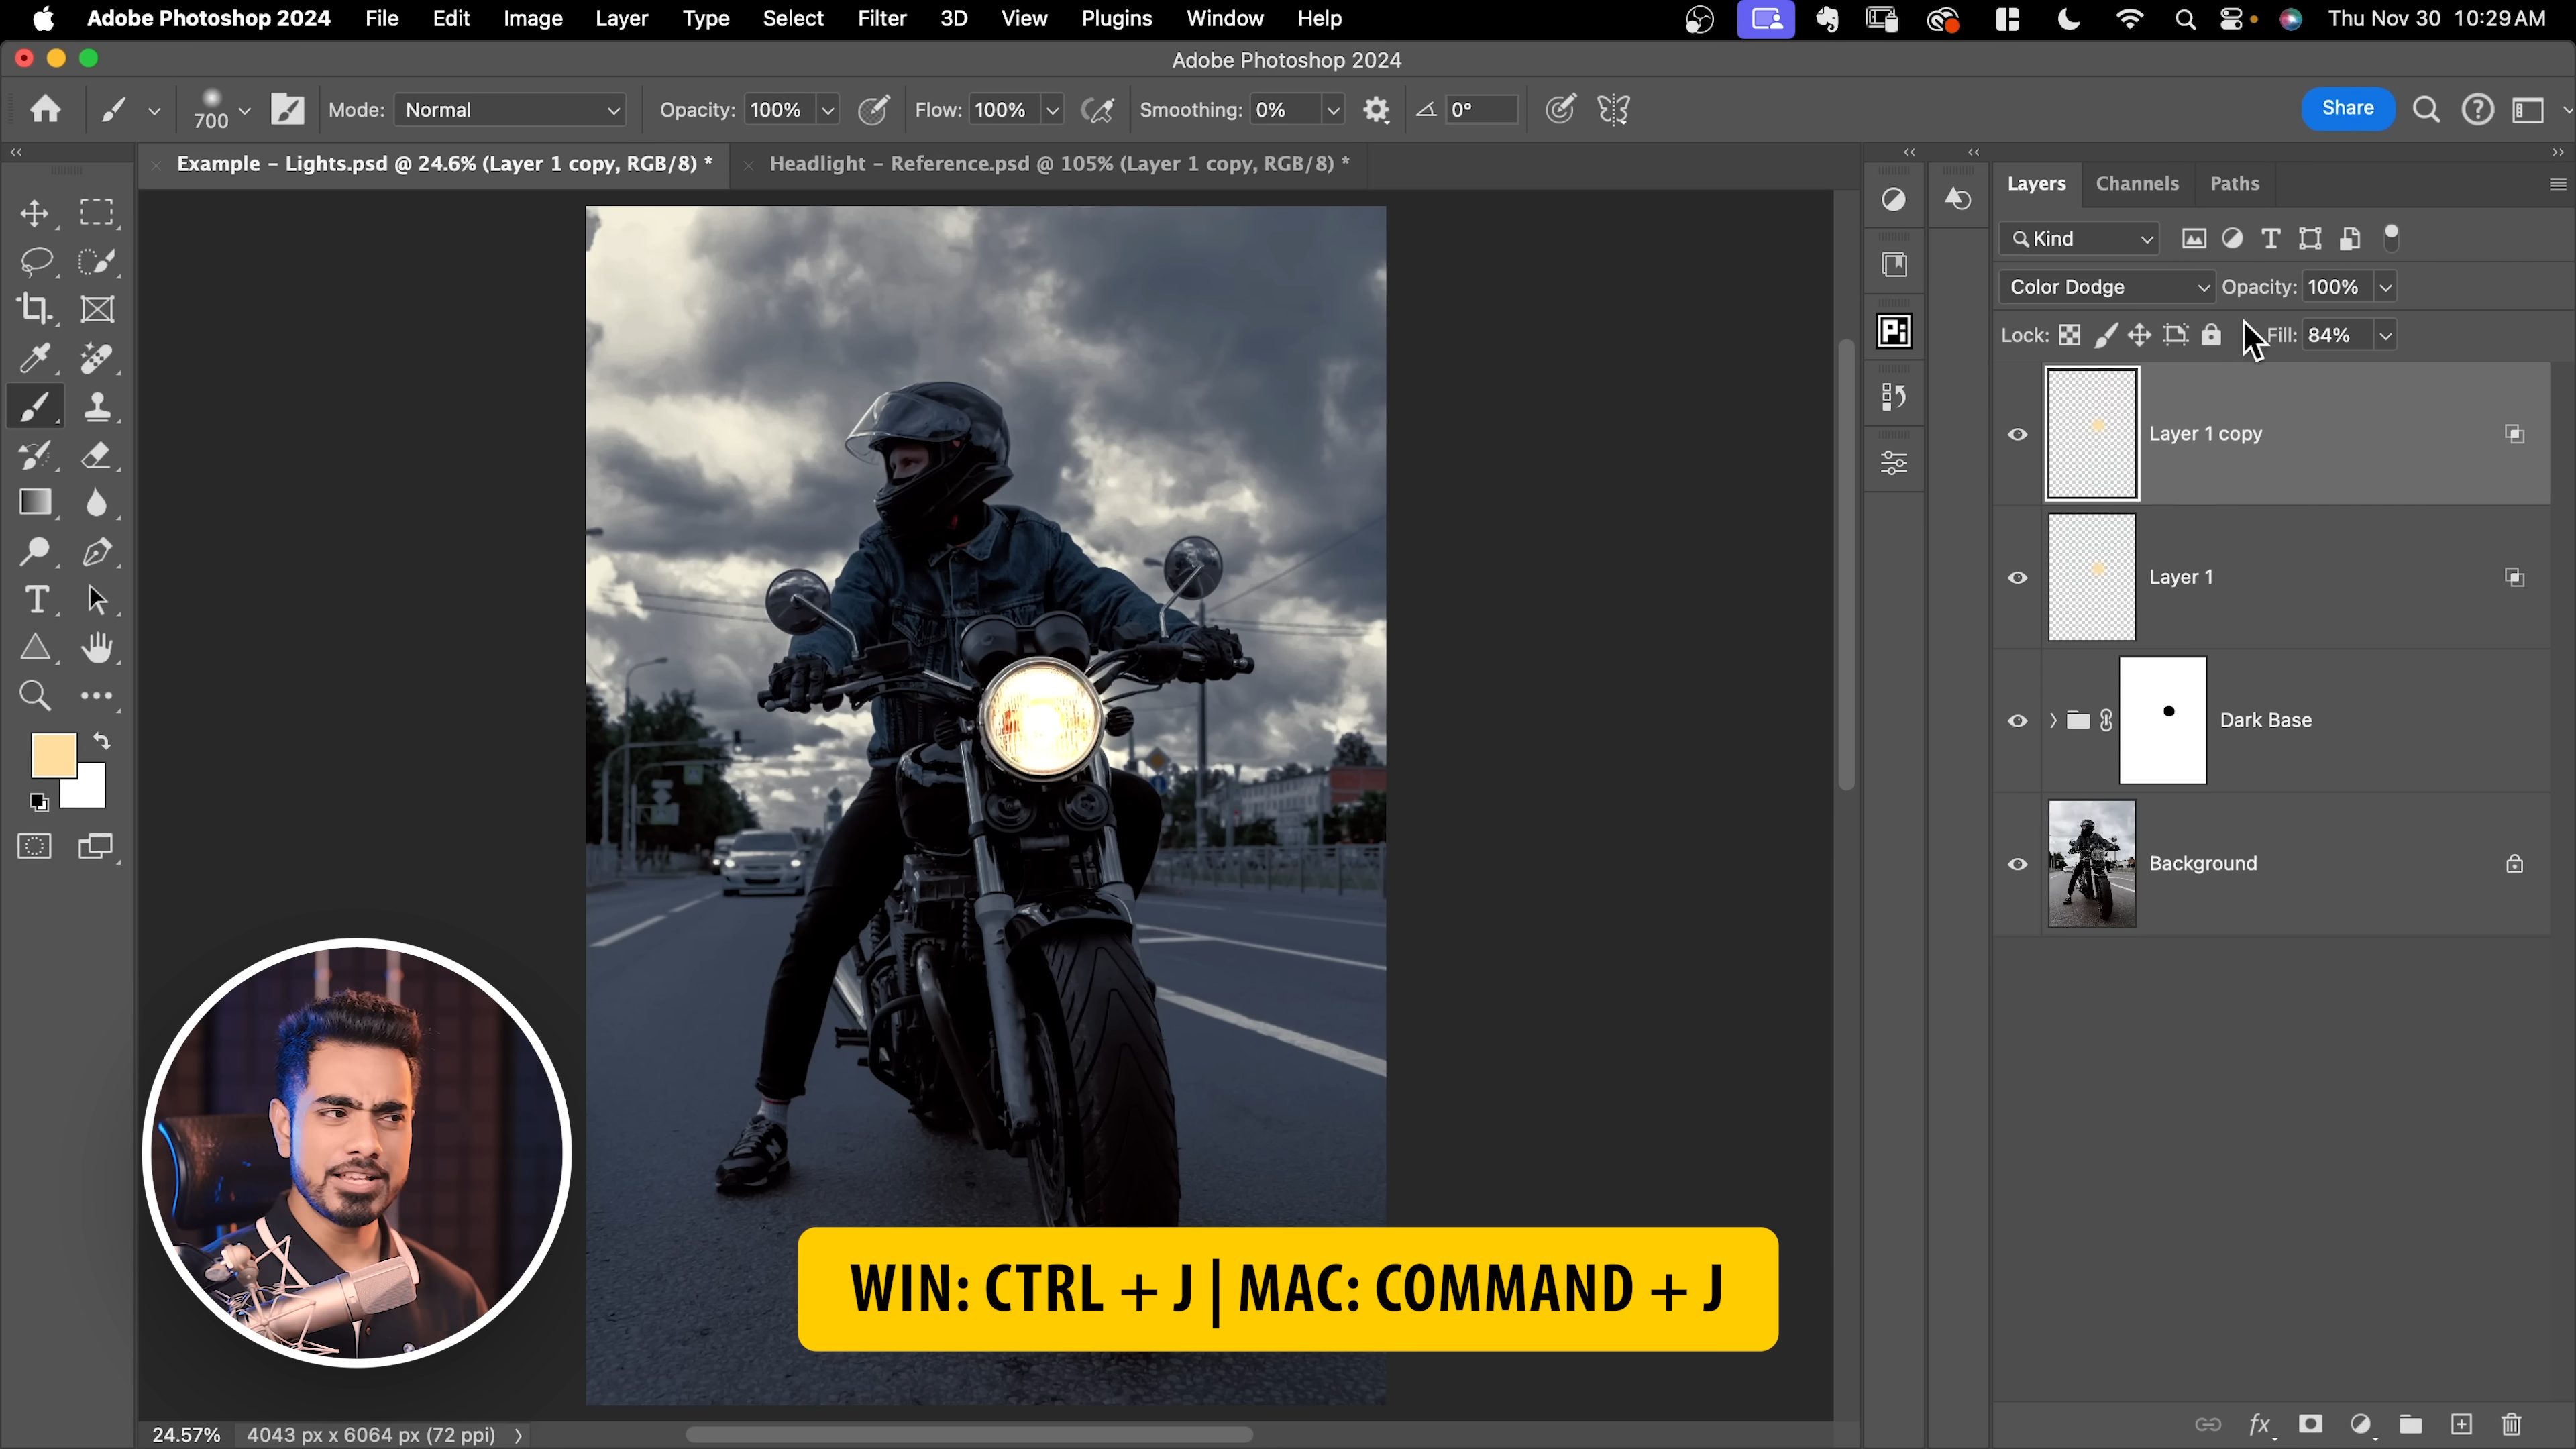 Adobe Photoshop 2024 File Edit Image Layer Type Select Filter 3D View Plugins Window Help Thu Nov 30 10:29 AM
Adobe Photoshop 2024
700 Mode: Normal Opacity: 100% Flow: 100% Smoothing: 0% 0° Share
Example – Lights.psd @ 24.6% (Layer 1 copy, RGB/8) * Headlight – Reference.psd @ 105% (Layer 1 copy, RGB/8) *
Layers Channels Paths
Kind
Color Dodge Opacity: 100%
Lock: Fill: 84%
Layer 1 copy
Layer 1
Dark Base
Background
WIN: CTRL + J | MAC: COMMAND + J
24.57% 4043 px x 6064 px (72 ppi)